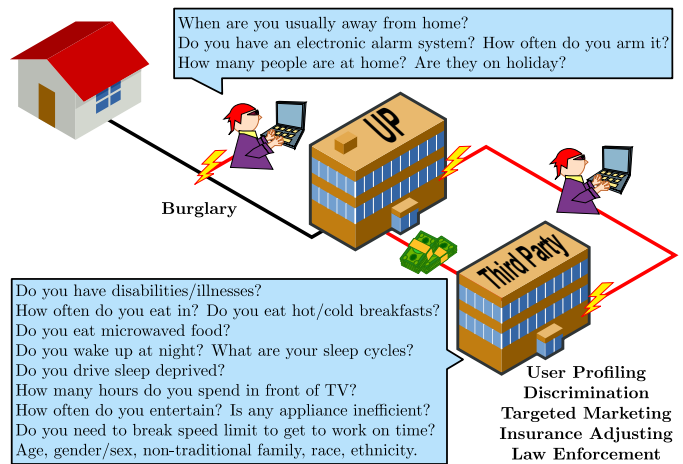 When are you usually away from home?
Do you have an electronic alarm system? How often do you arm it?
How many people are at home? Are they on holiday?
UP
Burglary
Third Party
Do you have disabilities/illnesses?
How often do you eat in? Do you eat hot/cold breakfasts?
Do you eat microwaved food?
Do you wake up at night? What are your sleep cycles?
Do you drive sleep deprived?
How many hours do you spend in front of TV?
How often do you entertain? Is any appliance inefficient?
Do you need to break speed limit to get to work on time?
Age, gender/sex, non-traditional family, race, ethnicity.
User Profiling
Discrimination
Targeted Marketing
Insurance Adjusting
Law Enforcement